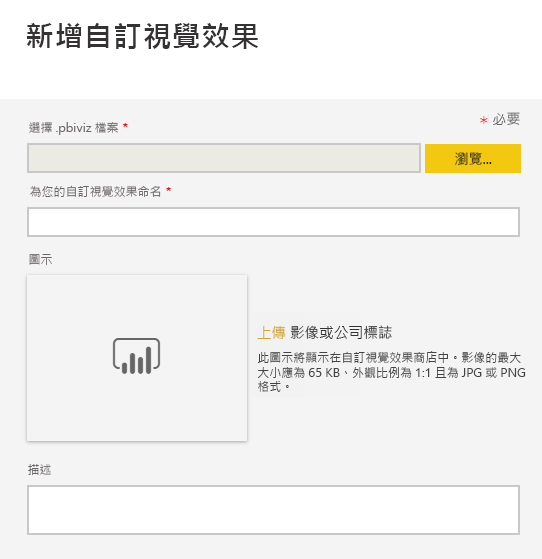 新增自訂視覺效果
* 必要
選擇 .pbiviz 檔案 *
瀏覽...
為您的自訂視覺效果命名 *
圖示
上傳 影像或公司標誌
此圖示將顯示在自訂視覺效果商店中。影像的最大
大小應為 65 KB、外觀比例為 1:1 且為 JPG 或 PNG
格式。
描述